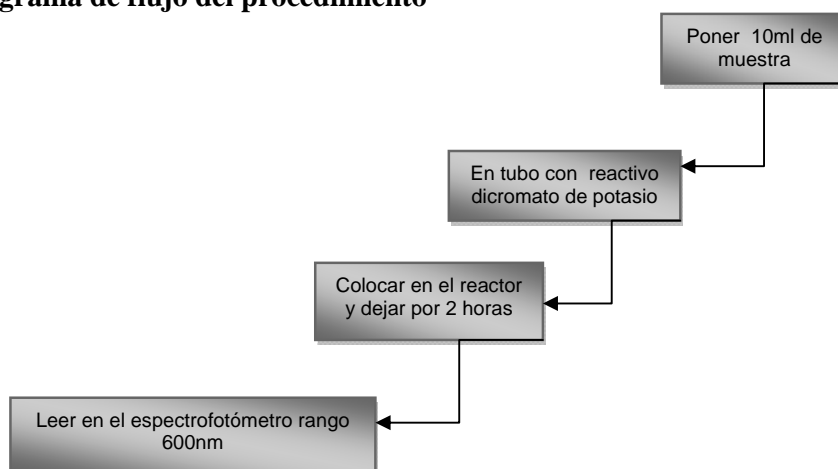 grama de flujo del procedimiento
Poner 10ml de
muestra
En tubo con reactivo
dicromato de potasio
Colocar en el reactor
y dejar por 2 horas
Leer en el espectrofotómetro rango
600nm